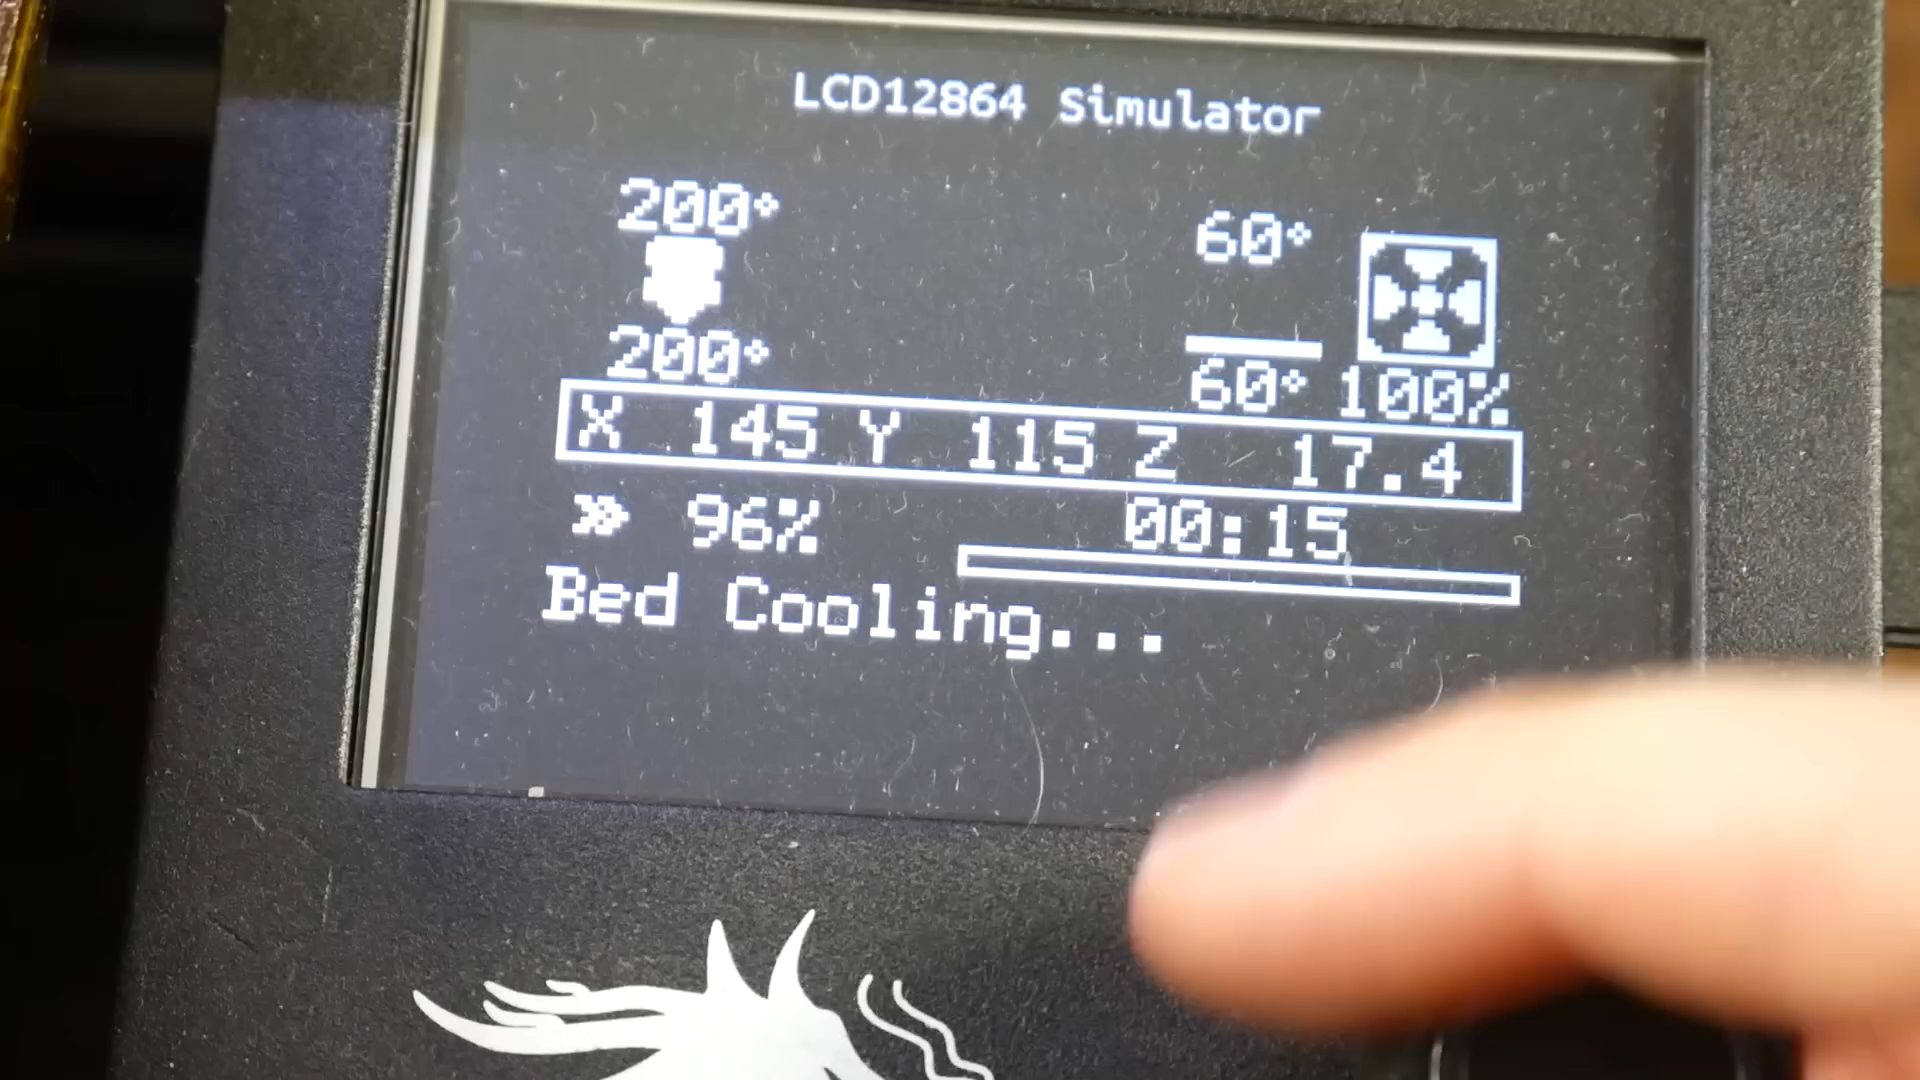 LCD12864 Simulator
200° 60°
200° 60° 100%
X 145 Y 115 Z 17.4
» 96% 00:15
Bed Cooling...